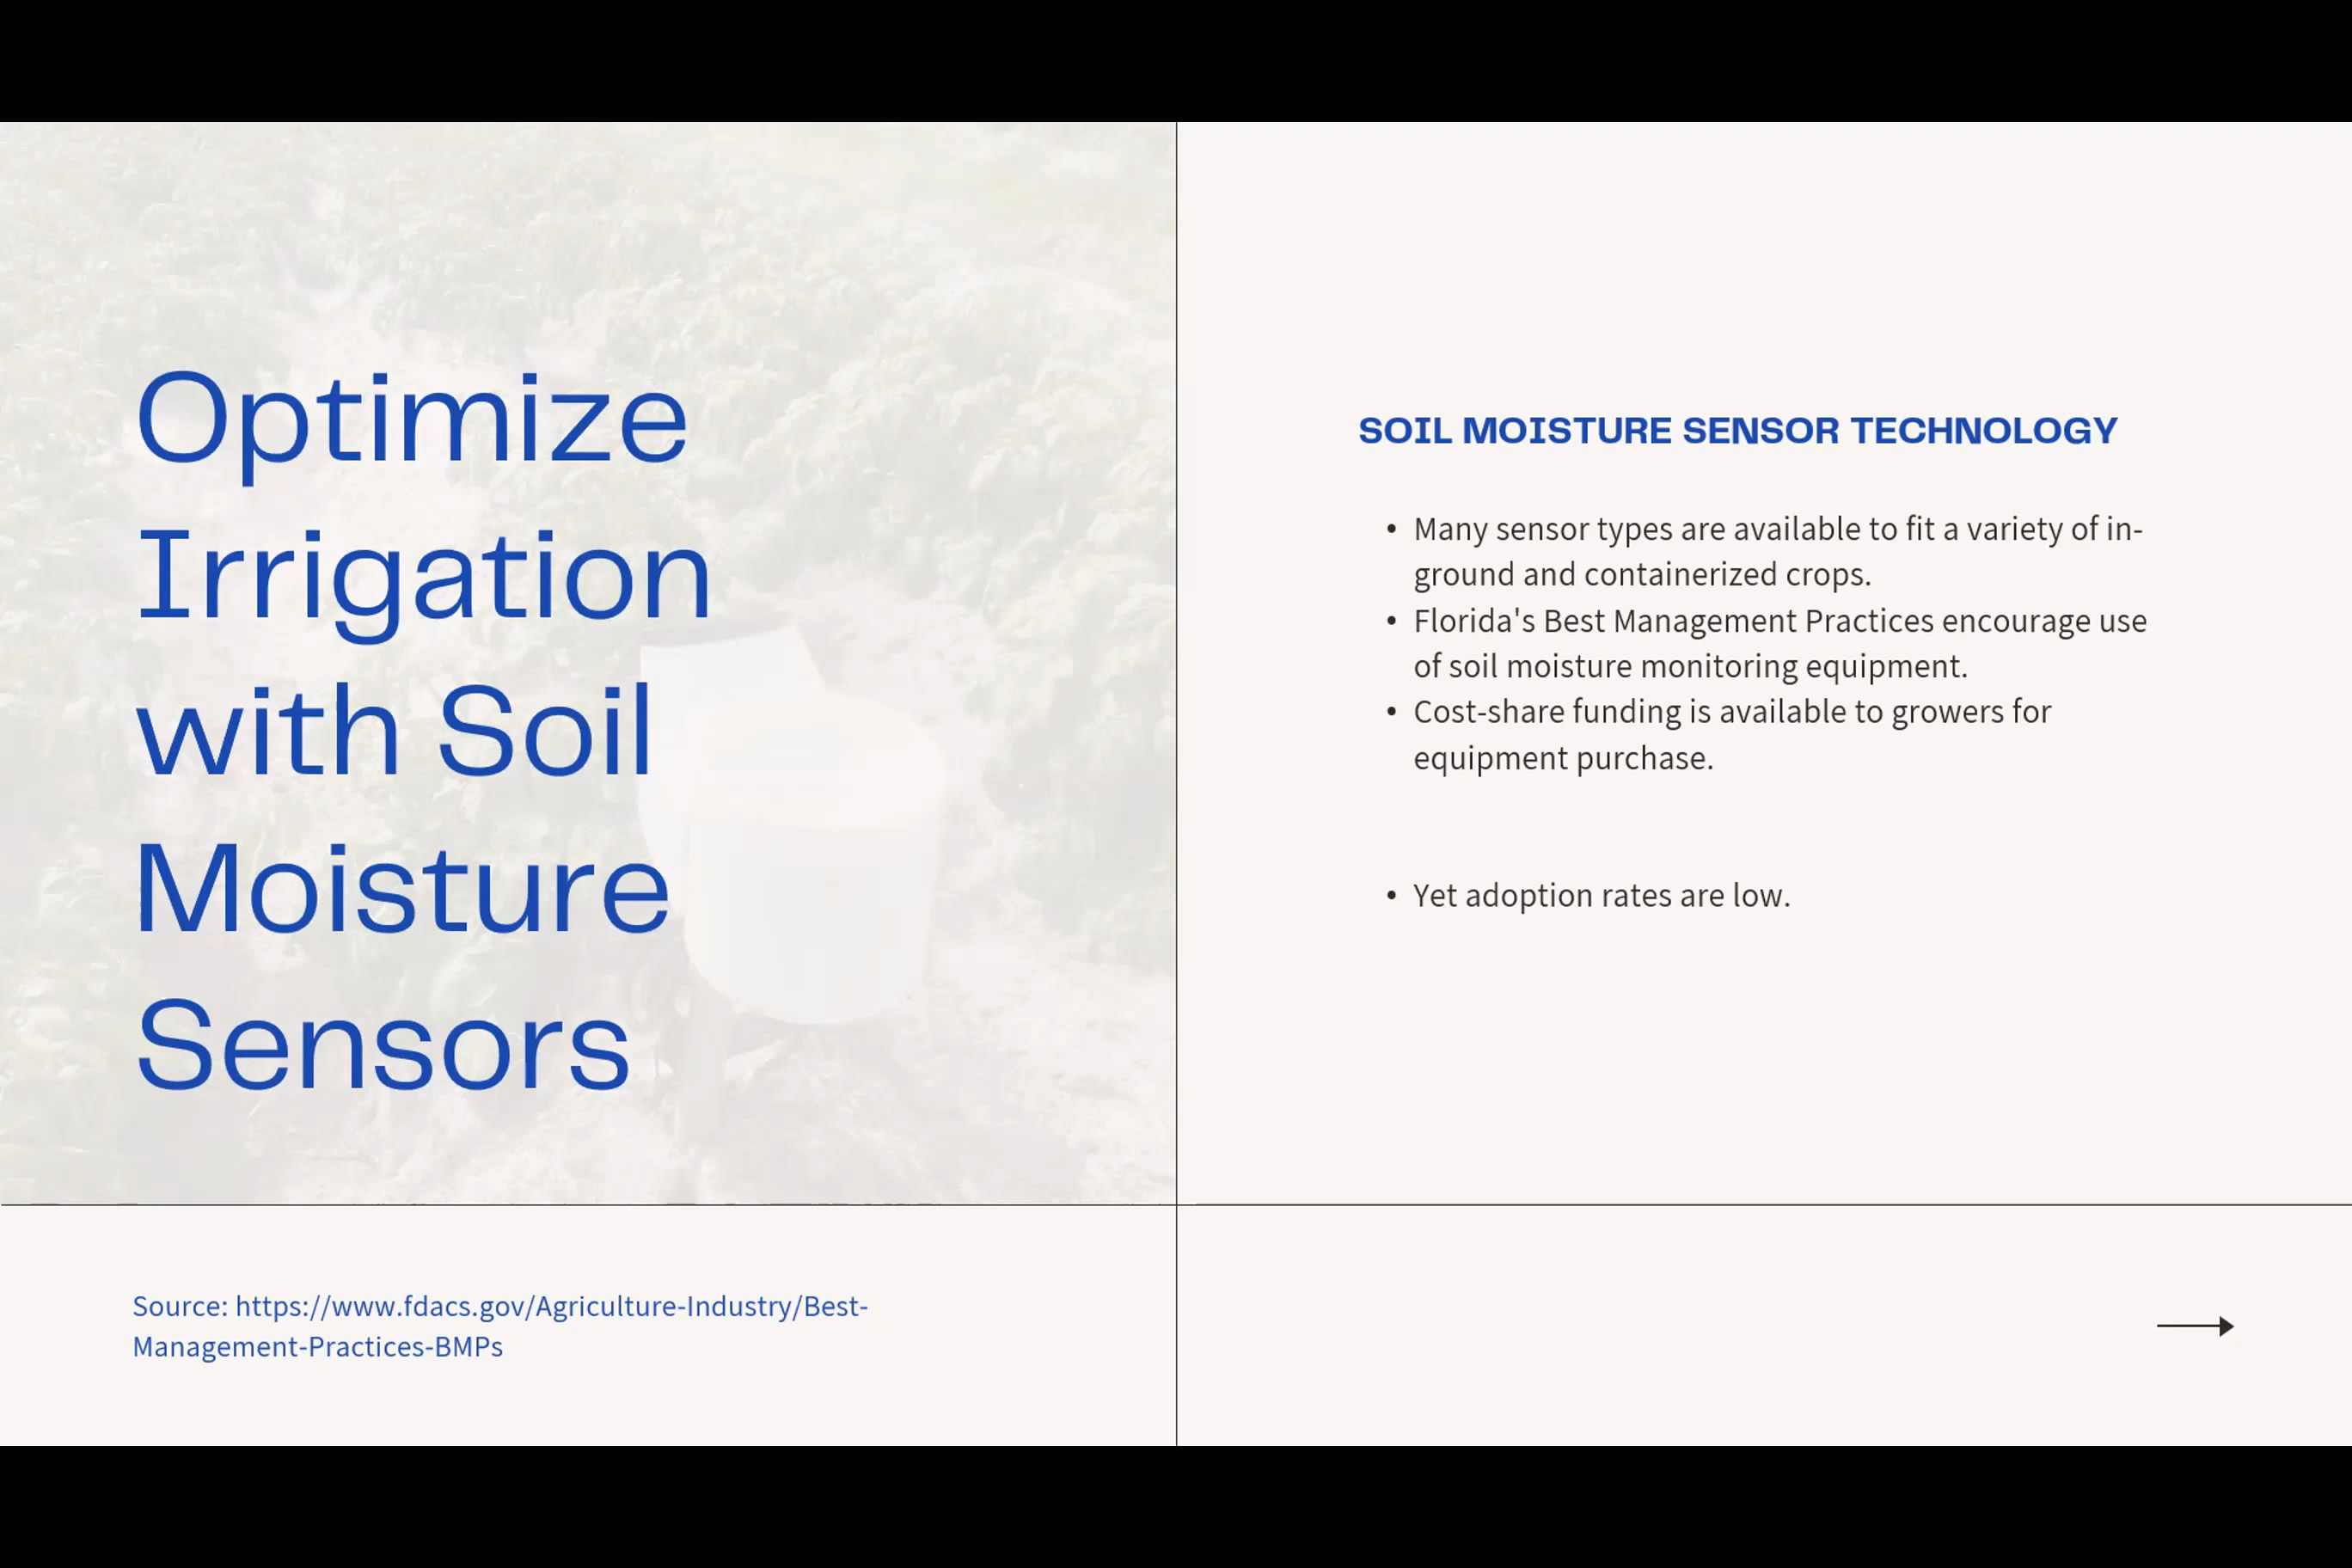 Optimize
Irrigation
with Soil
Moisture
Sensors
SOIL MOISTURE SENSOR TECHNOLOGY
• Many sensor types are available to fit a variety of in-
ground and containerized crops.
• Florida's Best Management Practices encourage use
of soil moisture monitoring equipment.
• Cost-share funding is available to growers for
equipment purchase.
• Yet adoption rates are low.
Source: https://www.fdacs.gov/Agriculture-Industry/Best-
Management-Practices-BMPs